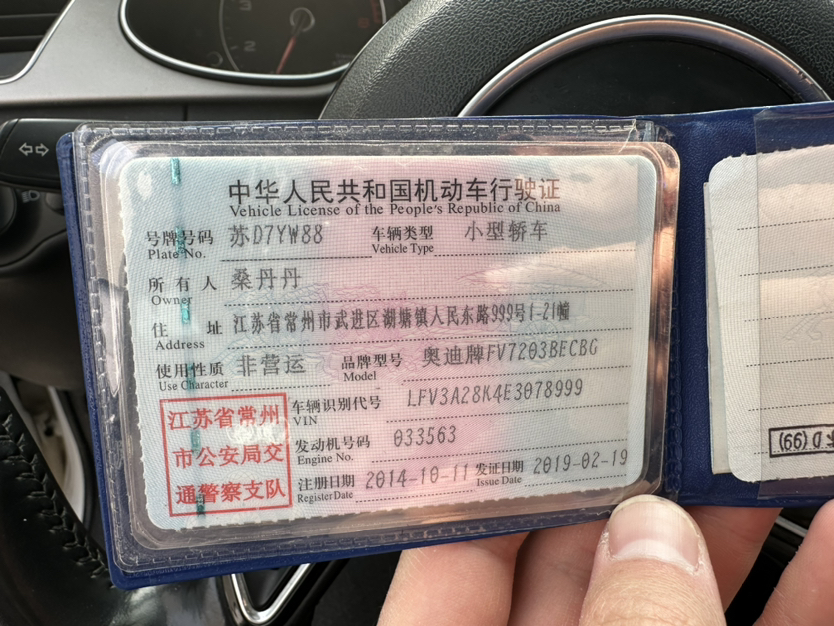 中华人民共和国机动车行驶证
Vehicle License of the People's Republic of China
号牌号码 苏D7YW88 车辆类型 小型轿车
Plate No. Vehicle Type
所有人 桑丹丹
Owner
住址 江苏省常州市武进区湖塘镇人民东路999号1-21幢
Address
使用性质 非营运 品牌型号 奥迪牌FV7203BECBG
Use Character Model
车辆识别代号 LFV3A28K4E3078999
VIN
发动机号码 033563
Engine No.
注册日期 2014-10-11 发证日期 2019-02-19
Register Date Issue Date
江苏省常州
市公安局交
通警察支队
2
3